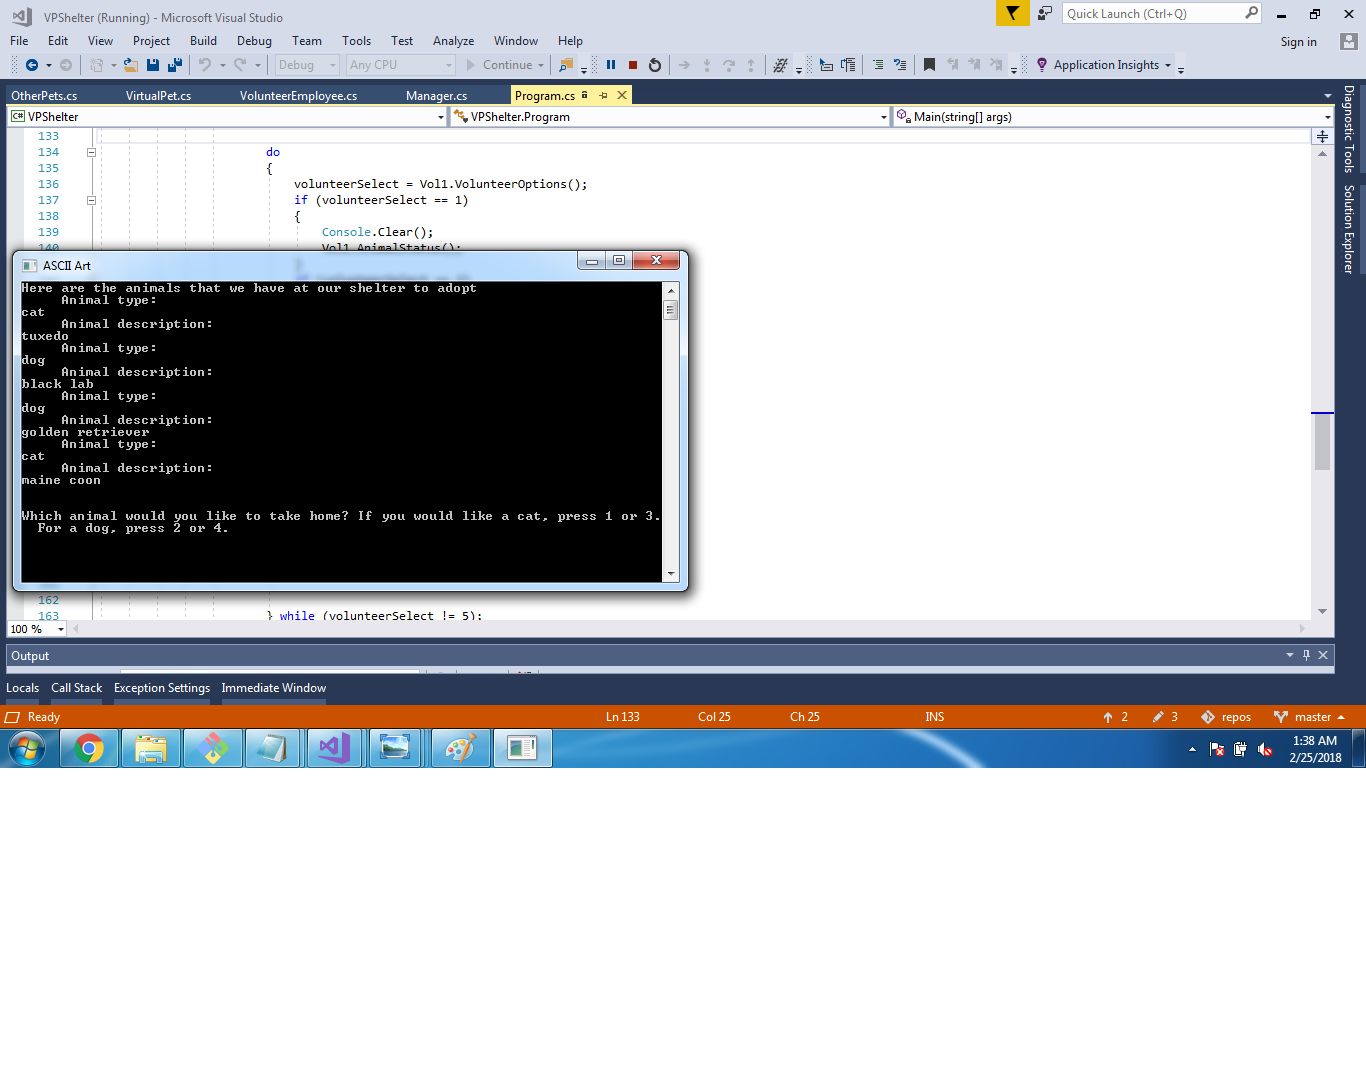 VPShelter (Running) - Microsoft Visual Studio
Quick Launch (Ctrl+Q)
File Edit View Project Build Debug Team Tools Test Analyze Window Help
Sign in
Debug Any CPU Continue Application Insights
OtherPets.cs VirtualPet.cs VolunteerEmployee.cs Manager.cs Program.cs
VPShelter VPShelter.Program Main(string[] args)
133
134 do
135 {
136 volunteerSelect = Vol1.VolunteerOptions();
137 if (volunteerSelect == 1)
138 {
139 Console.Clear();
140 Vol1.AnimalStatus();
ASCII Art
Here are the animals that we have at our shelter to adopt
Animal type:
cat
Animal description:
tuxedo
Animal type:
dog
Animal description:
black lab
Animal type:
dog
Animal description:
golden retriever
Animal type:
cat
Animal description:
maine coon
Which animal would you like to take home? If you would like a cat, press 1 or 3.
For a dog, press 2 or 4.
162
163 } while (volunteerSelect != 5);
100 %
Output
Locals Call Stack Exception Settings Immediate Window
Ready Ln 133 Col 25 Ch 25 INS 2 3 repos master
1:38 AM
2/25/2018
Diagnostic Tools
Solution Explorer